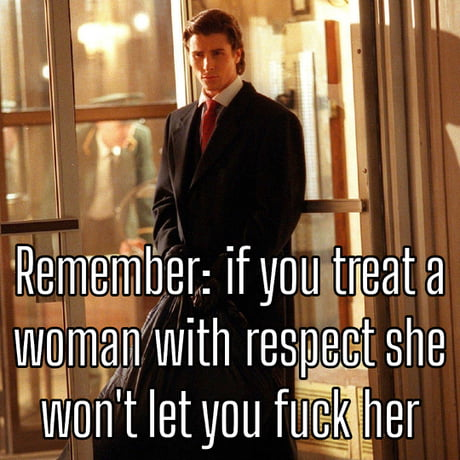 Remember: if you treat a
woman with respect she
won't let you fuck her